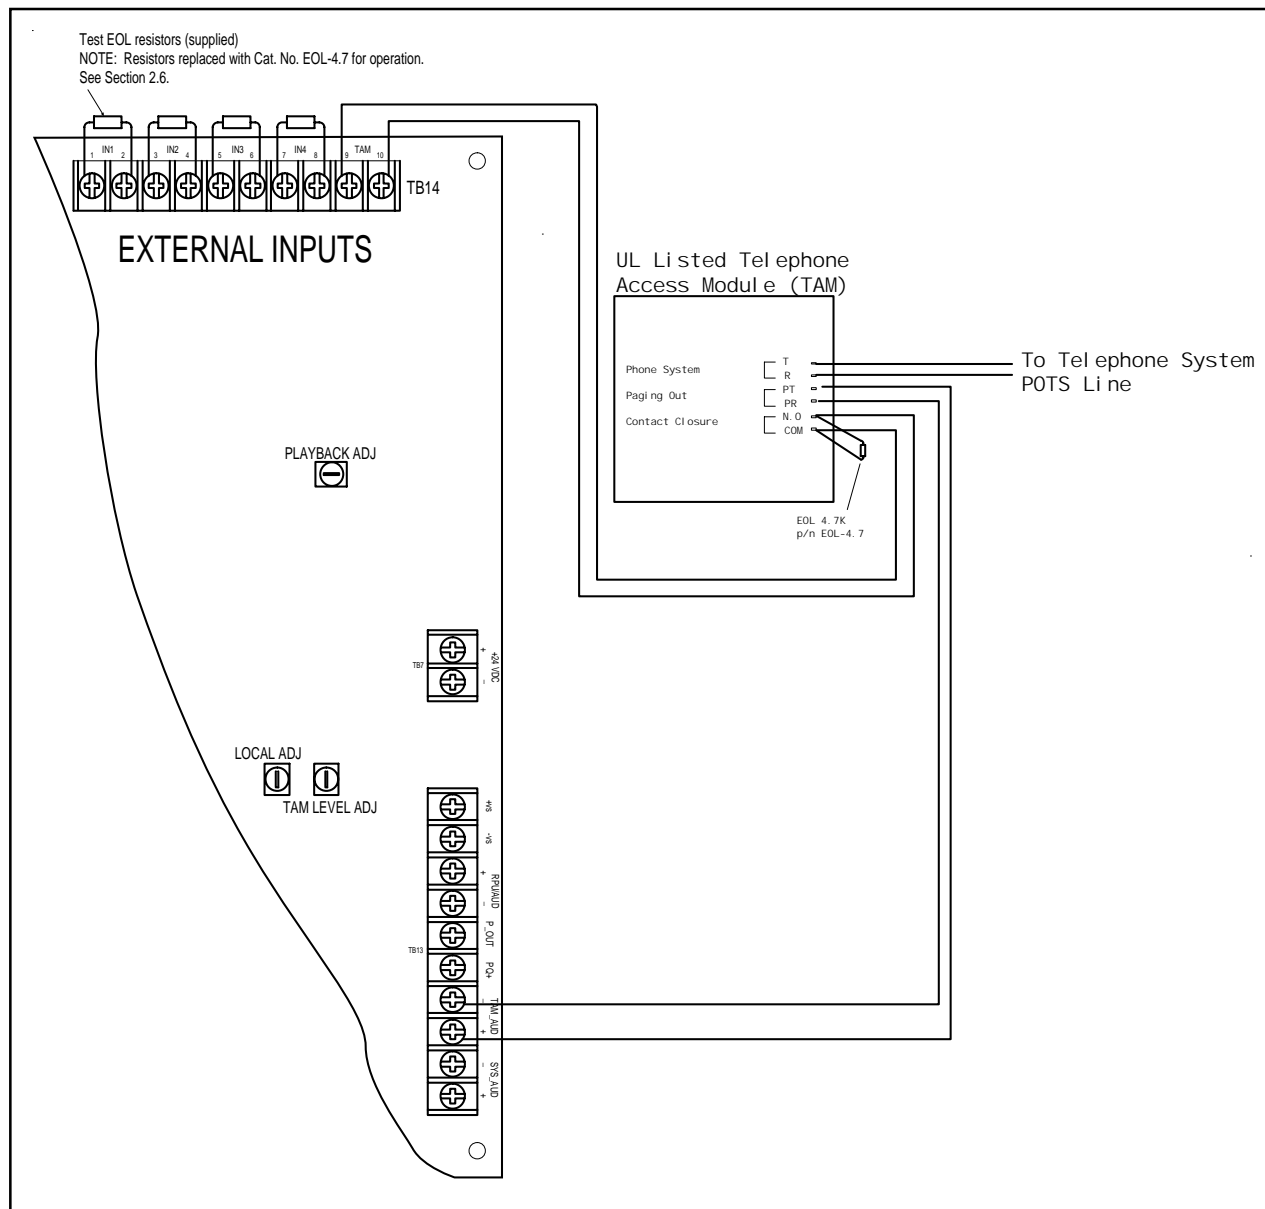 Test EOL resistors (supplied)
NOTE: Resistors replaced with Cat. No. EOL-4.7 for operation.
See Section 2.6.
IN1 IN2 IN3 IN4 TAM
1 2 3 4 5 6 7 8 9 10
TB14
EXTERNAL INPUTS
UL Listed Telephone
Access Module (TAM)
Phone System
T
R
Paging Out
PT
PR
Contact Closure
N.O
COM
To Telephone System
POTS Line
EOL 4.7K
p/n EOL-4.7
PLAYBACK ADJ
TB7
+
-
+24 VDC
LOCAL ADJ
TAM LEVEL ADJ
TB13
+VS
-VS
+
-
RPU/AUD
P_OUT
PQ+
-
+
TAM_AUD
-
+
SYS_AUD